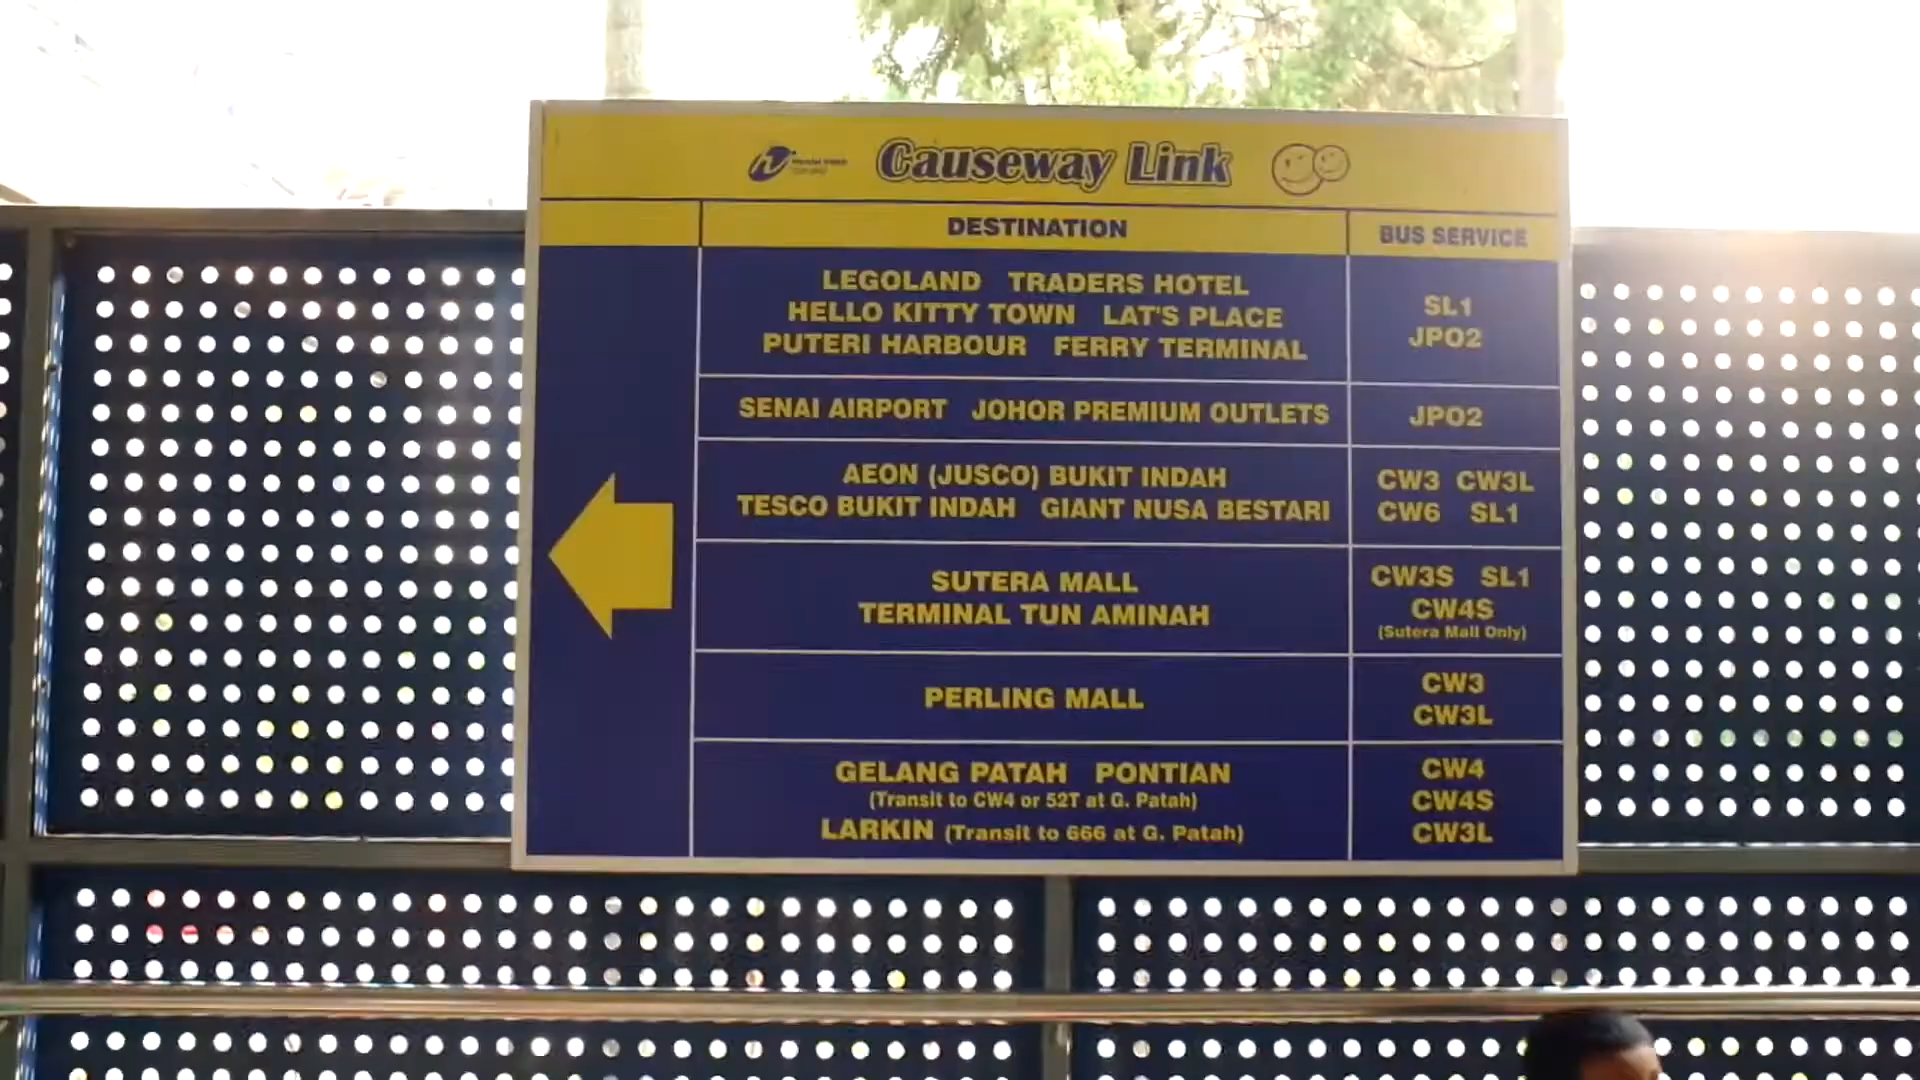 Causeway Link
DESTINATION
BUS SERVICE
LEGOLAND TRADERS HOTEL
HELLO KITTY TOWN LAT'S PLACE
PUTERI HARBOUR FERRY TERMINAL
SL1
JPO2
SENAI AIRPORT JOHOR PREMIUM OUTLETS
JPO2
AEON (JUSCO) BUKIT INDAH
TESCO BUKIT INDAH GIANT NUSA BESTARI
CW3 CW3L
CW6 SL1
SUTERA MALL
TERMINAL TUN AMINAH
CW3S SL1
CW4S
(Sutera Mall Only)
PERLING MALL
CW3
CW3L
GELANG PATAH PONTIAN
(Transit to CW4 or 52T at G. Patah)
LARKIN (Transit to 666 at G. Patah)
CW4
CW4S
CW3L